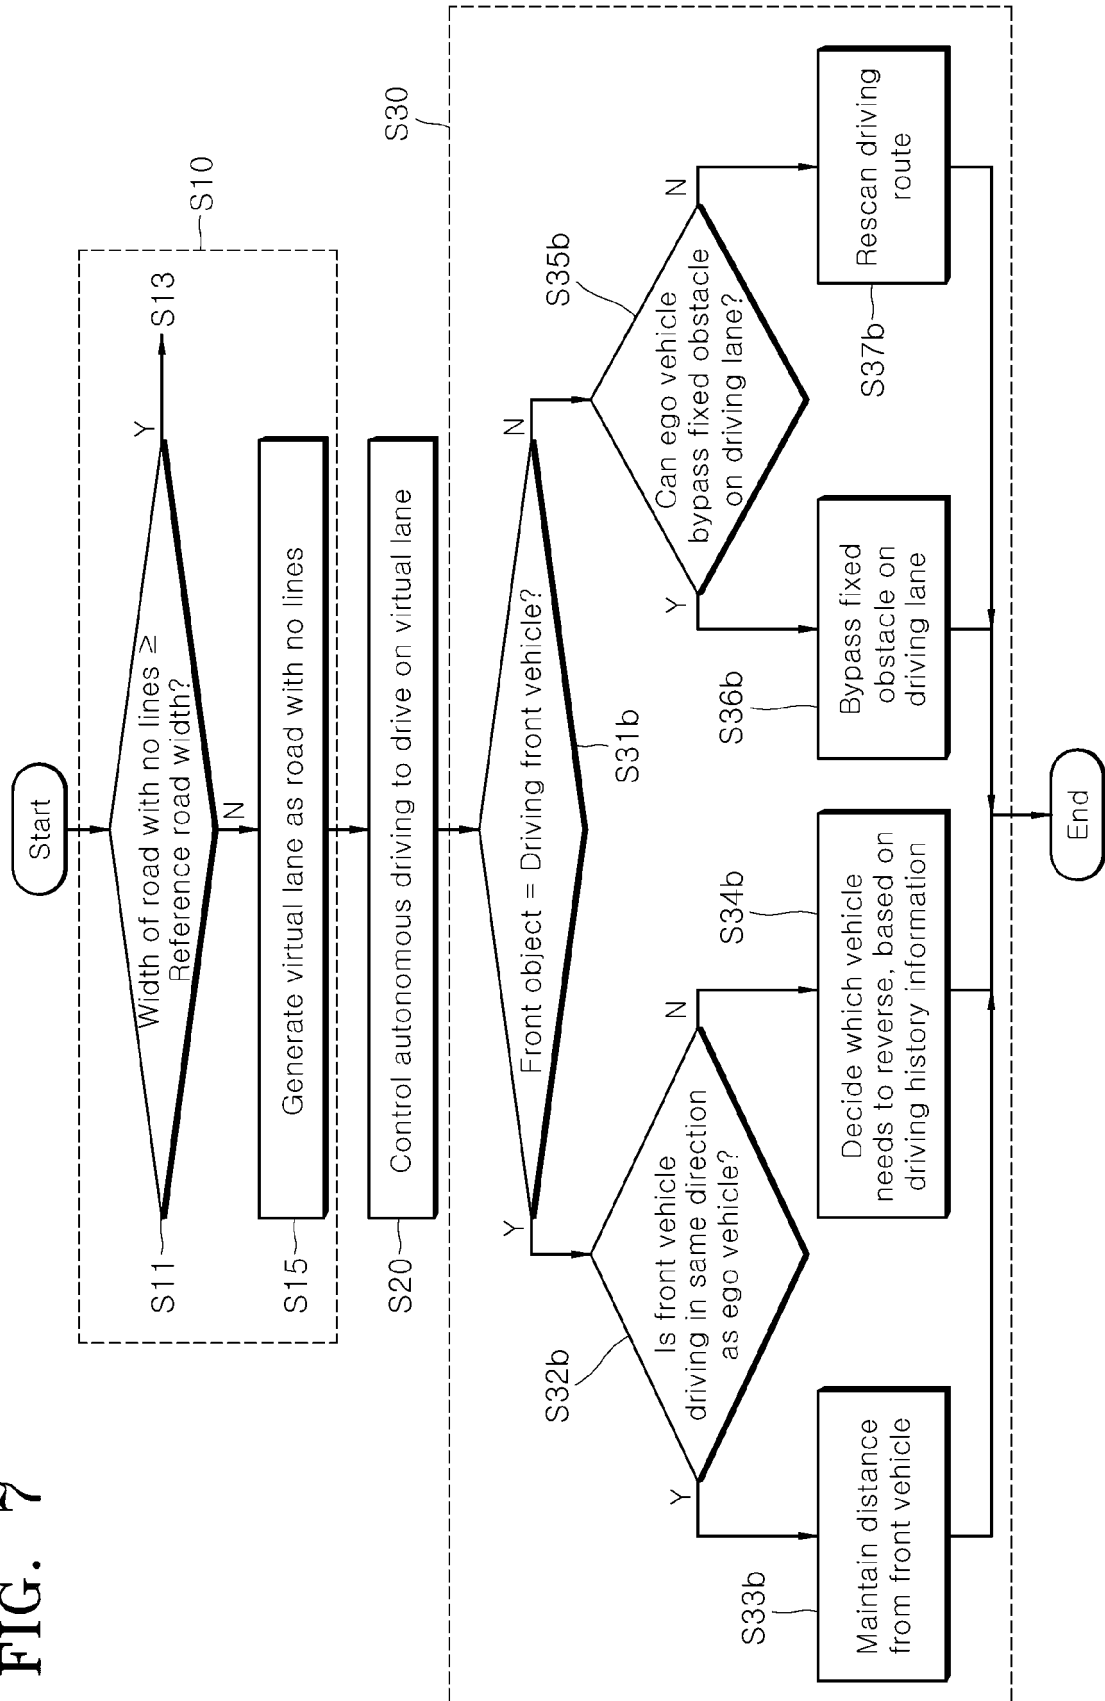 FIG. 7
Start
S10
S11
Width of road with no lines ≥
Reference road width?
Y
S13
N
S15
Generate virtual lane as road with no lines
S20
Control autonomous driving to drive on virtual lane
S30
Front object = Driving front vehicle?
S31b
Y
N
S32b
Is front vehicle
driving in same direction
as ego vehicle?
Y
N
S35b
Can ego vehicle
bypass fixed obstacle
on driving lane?
Y
N
S33b
Maintain distance
from front vehicle
S34b
Decide which vehicle
needs to reverse, based on
driving history information
S36b
Bypass fixed
obstacle on
driving lane
S37b
Rescan driving
route
End